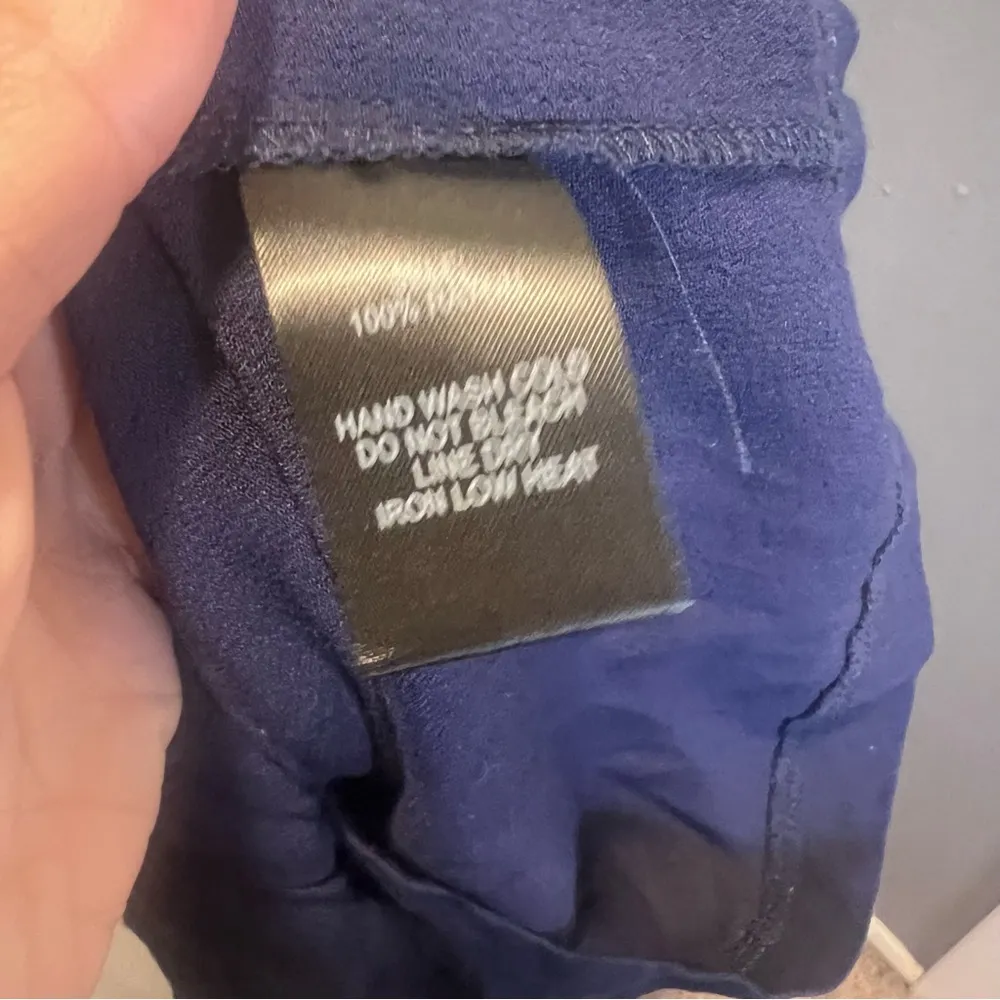 100%
HAND WASH COLD
DO NOT BLEACH
LINE DRY
IRON LOW HEAT